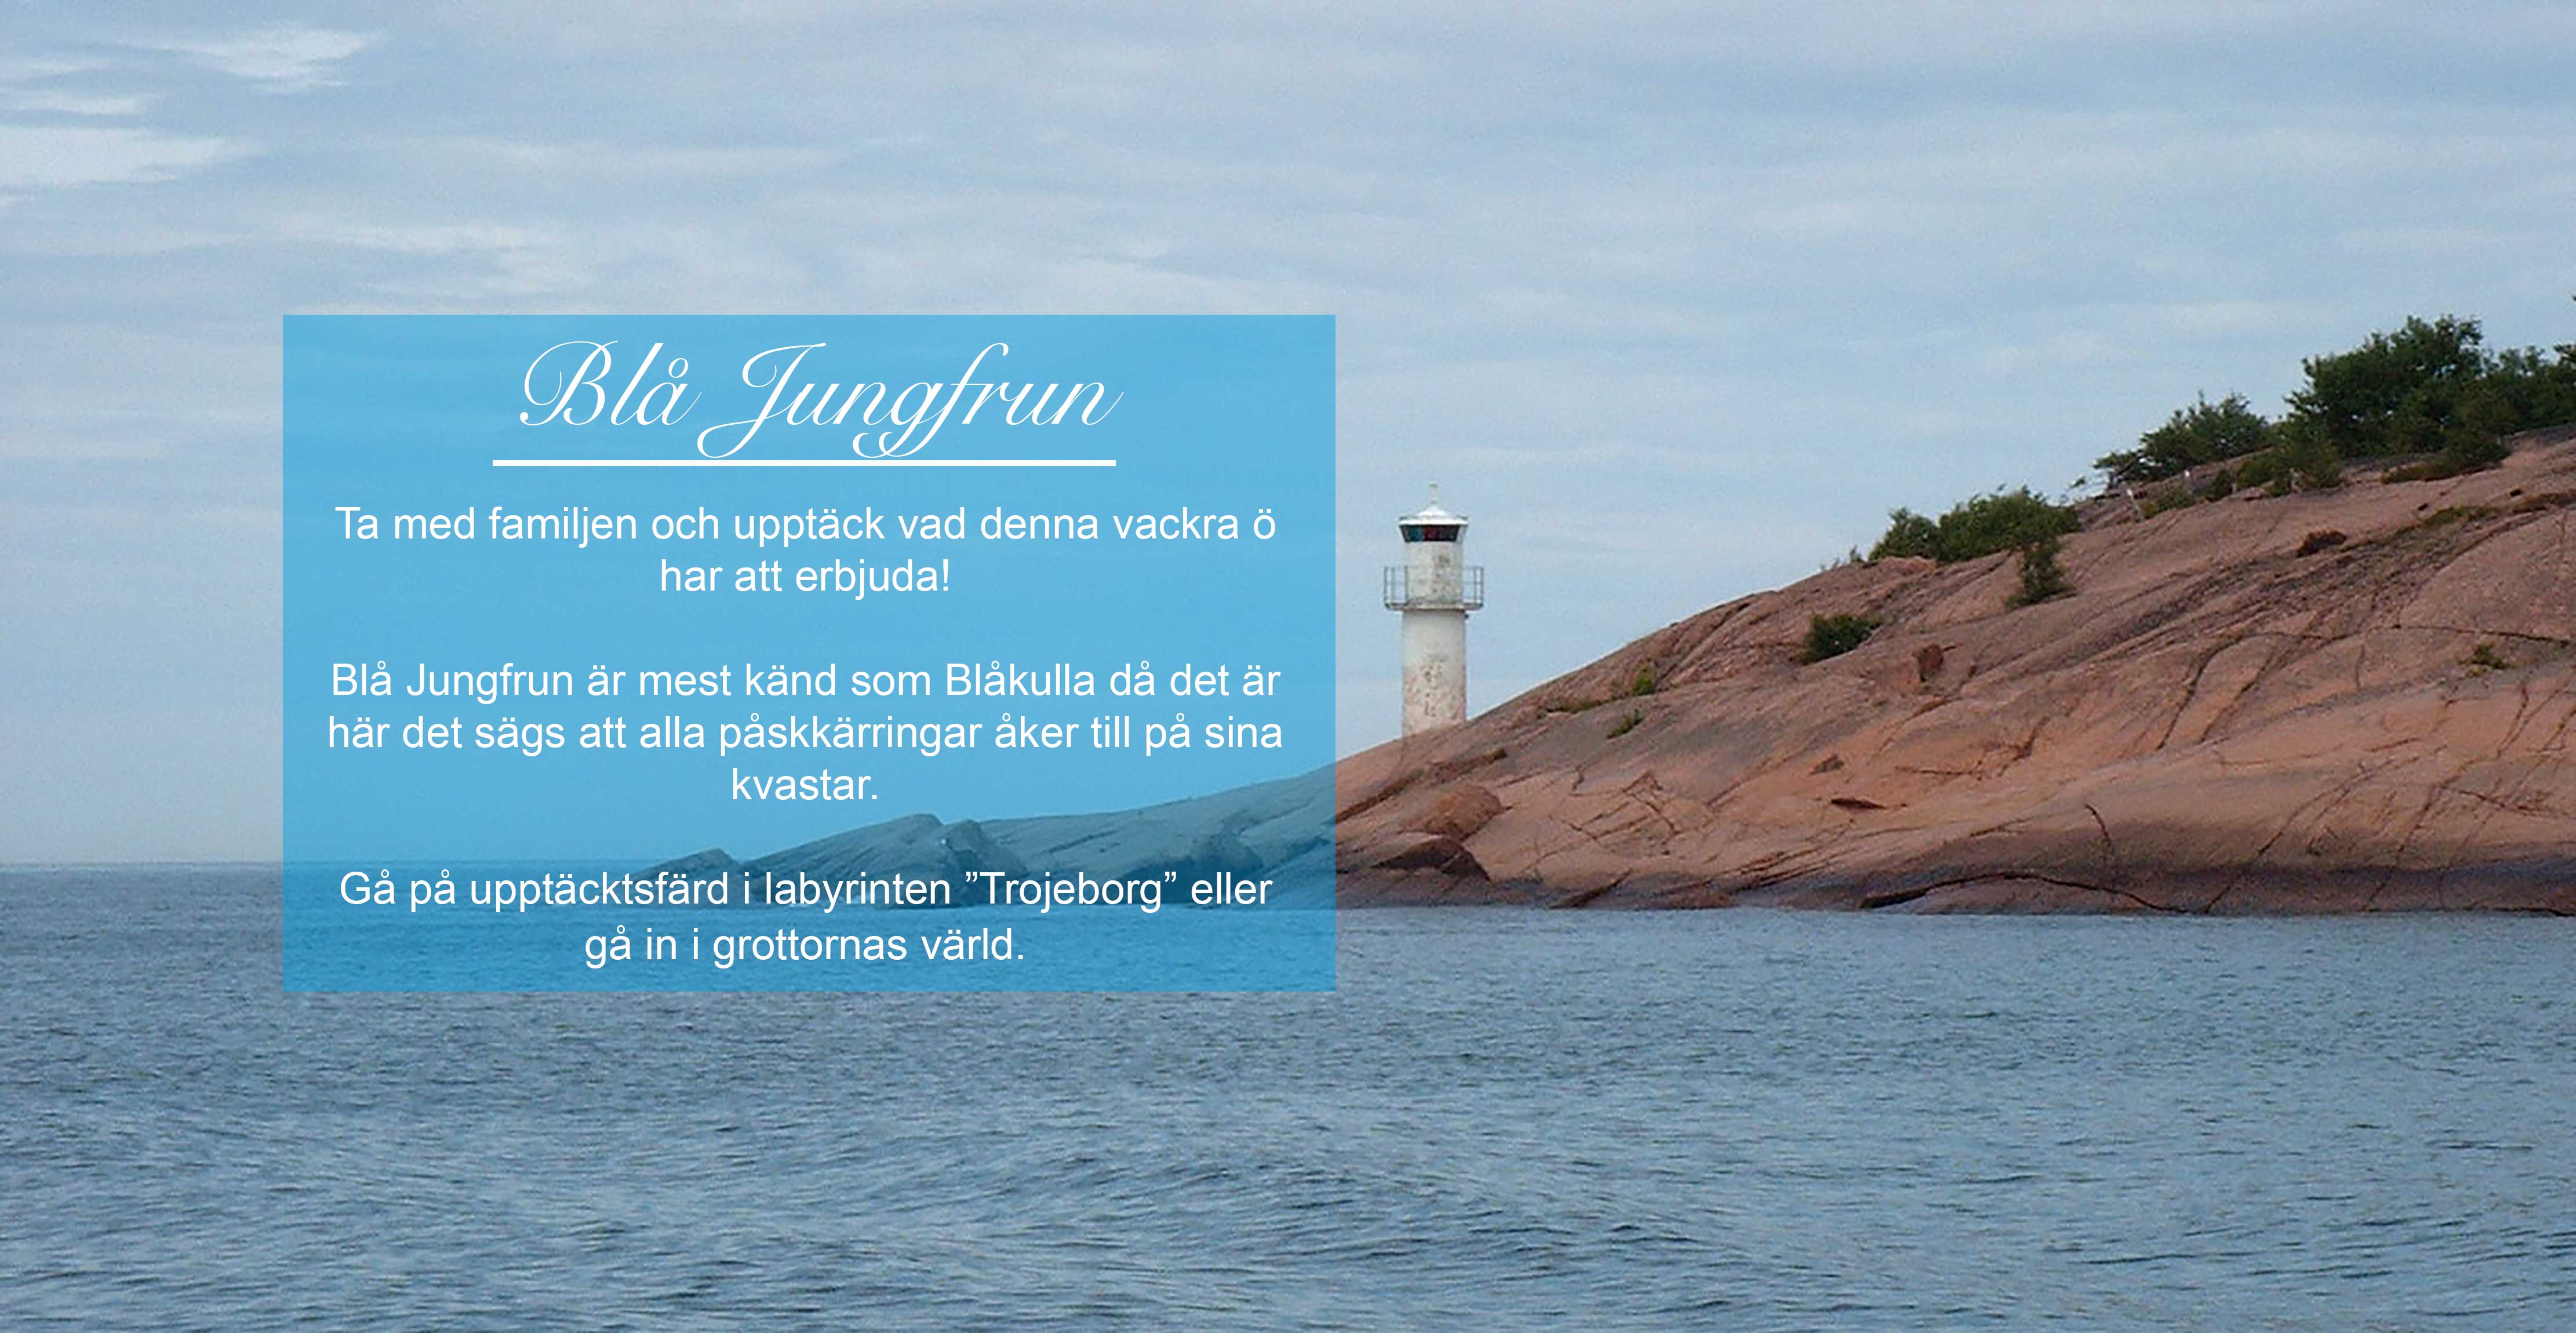 Blå Jungfrun
Ta med familjen och upptäck vad denna vackra ö
har att erbjuda!
Blå Jungfrun är mest känd som Blåkulla då det är
här det sägs att alla påskkärringar åker till på sina
kvastar.
Gå på upptäcktsfärd i labyrinten ”Trojeborg” eller
gå in i grottornas värld.